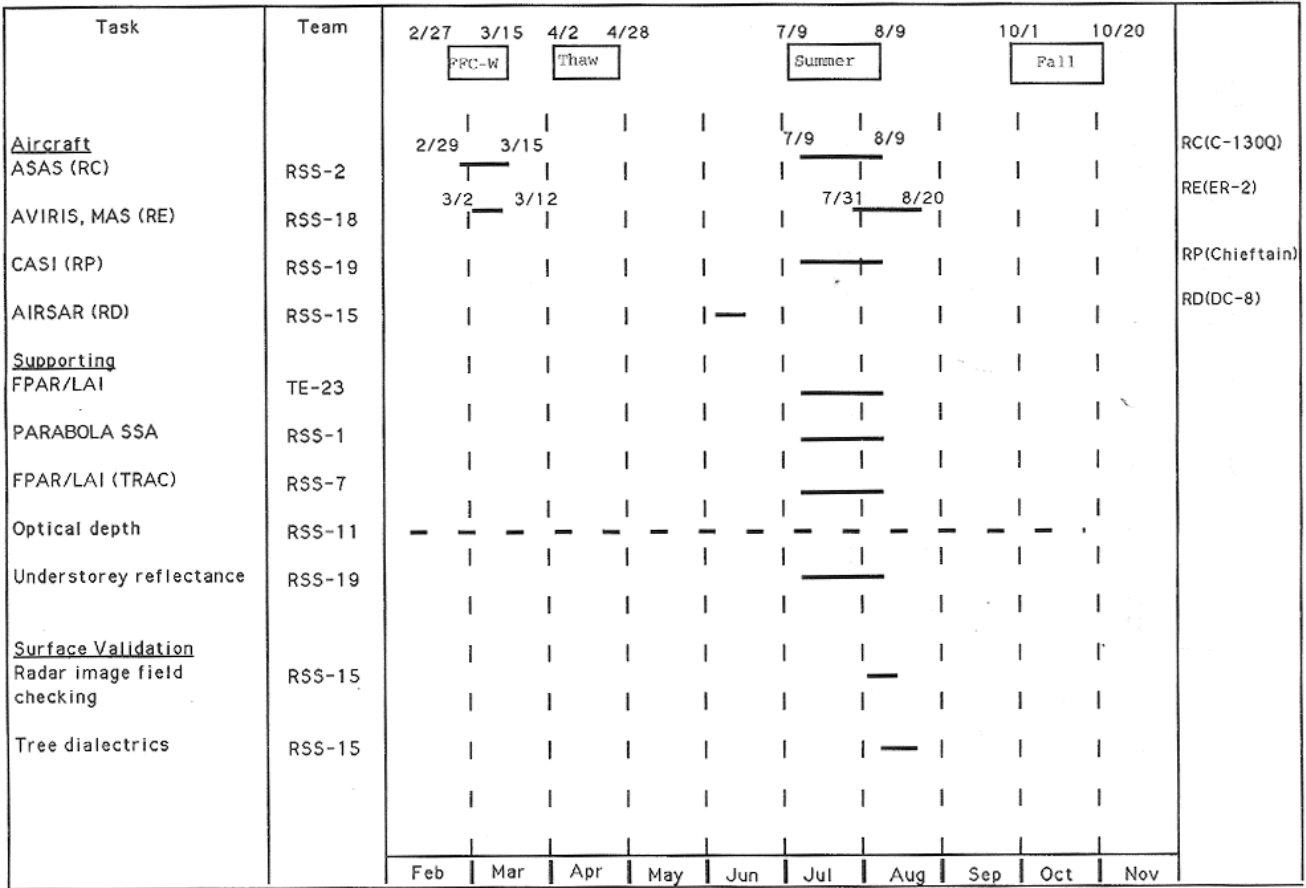 Task Team 2/27 3/15 4/2 4/28 7/9 8/9 10/1 10/20
FFC-W Thaw Summer Fall
Aircraft 2/29 3/15 7/9 8/9 RC(C-130Q)
ASAS (RC) RSS-2
RE(ER-2)
3/2 3/12 7/31 8/20
AVIRIS, MAS (RE) RSS-18
CASI (RP) RSS-19 RP(Chieftain)
AIRSAR (RD) RSS-15 RD(DC-8)
Supporting
FPAR/LAI TE-23
PARABOLA SSA RSS-1
FPAR/LAI (TRAC) RSS-7
Optical depth RSS-11
Understorey reflectance RSS-19
Surface Validation
Radar image field RSS-15
checking
Tree dialectrics RSS-15
Feb Mar Apr May Jun Jul Aug Sep Oct Nov